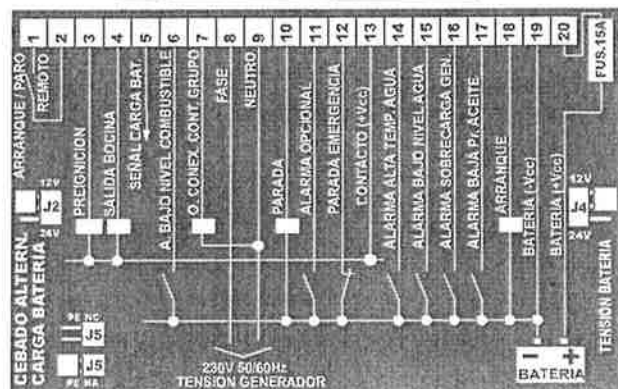 1 2 3 4 5 6 7 8 9 10 11 12 13 14 15 16 17 18 19 20
FUS.15A
ARRANQUE / PARO
REMOTO
PREIGNICION
SALIDA BOCINA
SEÑAL CARGA BAT.
A. BAJO NIVEL COMBUSTIBLE
O. CONEX. CONT. GRUPO
FASE
NEUTRO
PARADA
ALARMA OPCIONAL
PARADA EMERGENCIA
CONTACTO (+Vcc)
ALARMA ALTA TEMP. AGUA
ALARMA BAJO NIVEL AGUA
ALARMA SOBRECARGA GEN.
ALARMA BAJA Pr. ACEITE
ARRANQUE
BATERIA (-Vcc)
BATERIA (+Vcc)
12V
J2
24V
CEBADO ALTERN.
CARGA BATERIA
12V
J4
24V
TENSION BATERIA
PE NC
J5
J5
PE NA
230V 50/60Hz
TENSION GENERADOR
- +
BATERIA